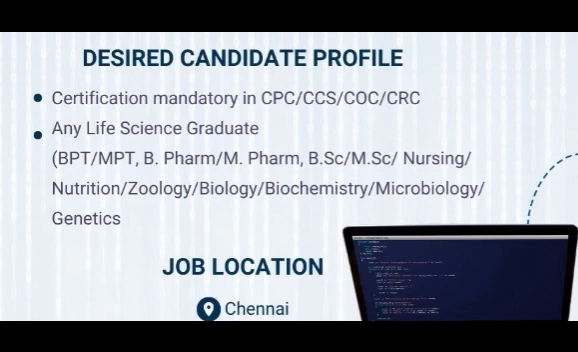 DESIRED CANDIDATE PROFILE
Certification mandatory in CPC/CCS/COC/CRC
Any Life Science Graduate
(BPT/MPT, B. Pharm/M. Pharm, B.Sc/M.Sc/ Nursing/
Nutrition/Zoology/Biology/Biochemistry/Microbiology/
Genetics
JOB LOCATION
Chennai